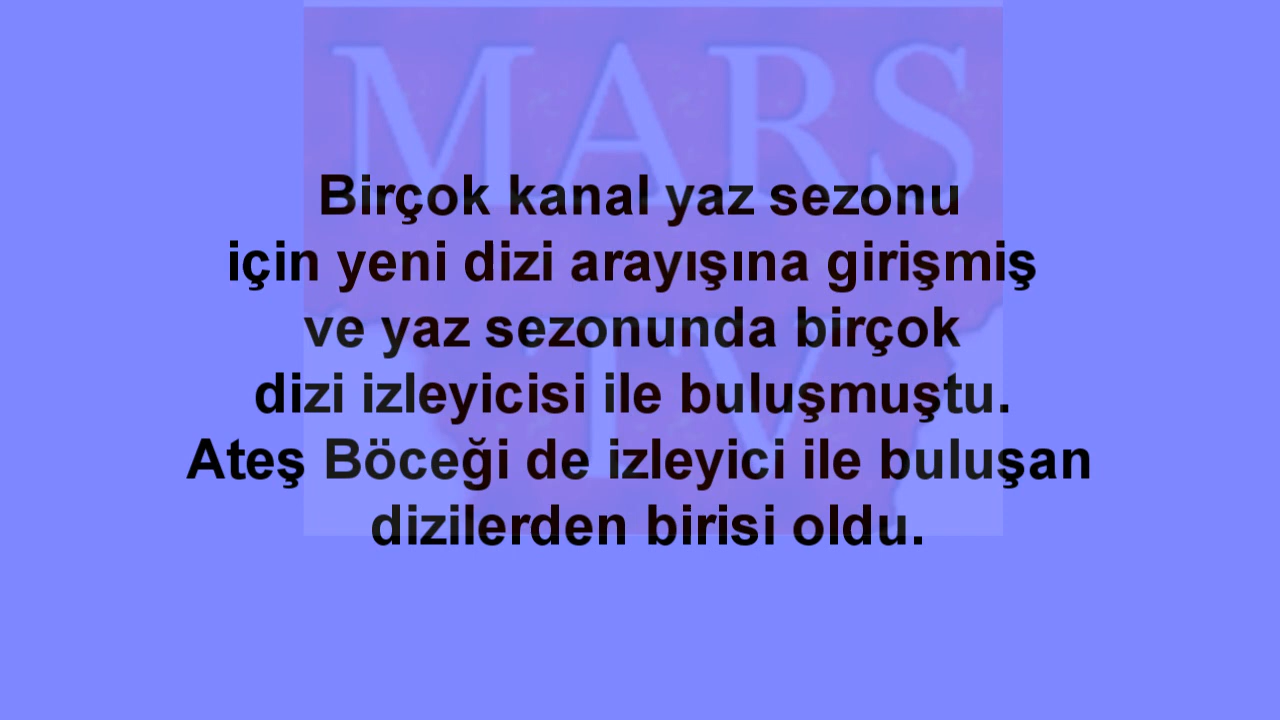 MARS
Birçok kanal yaz sezonu
için yeni dizi arayışına girişmiş
ve yaz sezonunda birçok
dizi izleyicisi ile buluşmuştu.
TV
Ateş Böceği de izleyici ile buluşan
dizilerden birisi oldu.